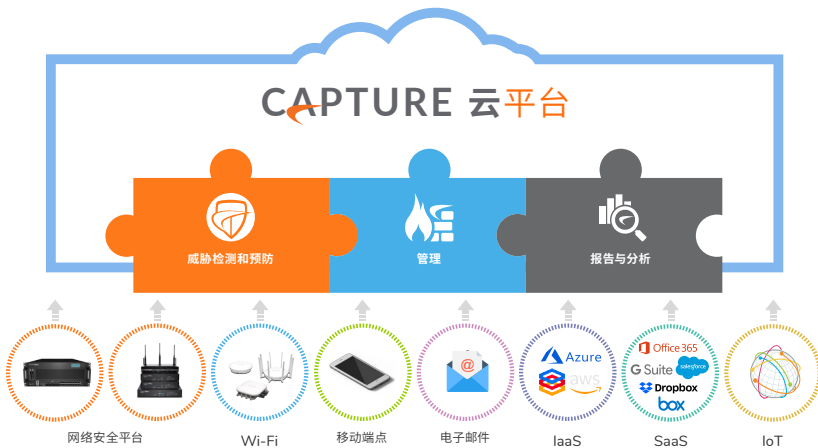 CAPTURE 云平台
威胁检测和预防
管理
报告与分析
@
Azure
aws
Office 365
G Suite
salesforce
Dropbox
box
网络安全平台
Wi-Fi
移动端点
电子邮件
IaaS
SaaS
IoT